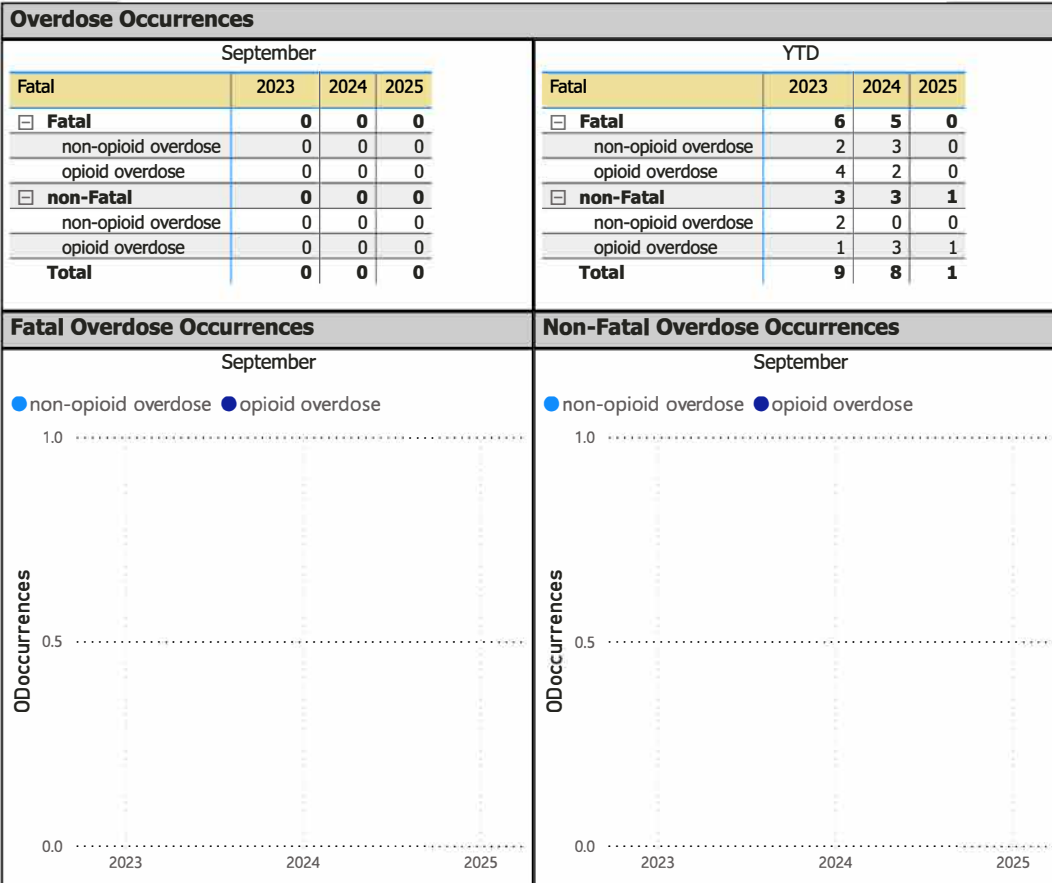 Overdose Occurrences
September
Fatal 2023 2024 2025
Fatal 0 0 0
non-opioid overdose 0 0 0
opioid overdose 0 0 0
non-Fatal 0 0 0
non-opioid overdose 0 0 0
opioid overdose 0 0 0
Total 0 0 0
YTD
Fatal 2023 2024 2025
Fatal 6 5 0
non-opioid overdose 2 3 0
opioid overdose 4 2 0
non-Fatal 3 3 1
non-opioid overdose 2 0 0
opioid overdose 1 3 1
Total 9 8 1
Fatal Overdose Occurrences
September
non-opioid overdose opioid overdose
1.0
ODoccurrences
0.5
0.0
2023 2024 2025
Non-Fatal Overdose Occurrences
September
non-opioid overdose opioid overdose
1.0
ODoccurrences
0.5
0.0
2023 2024 2025